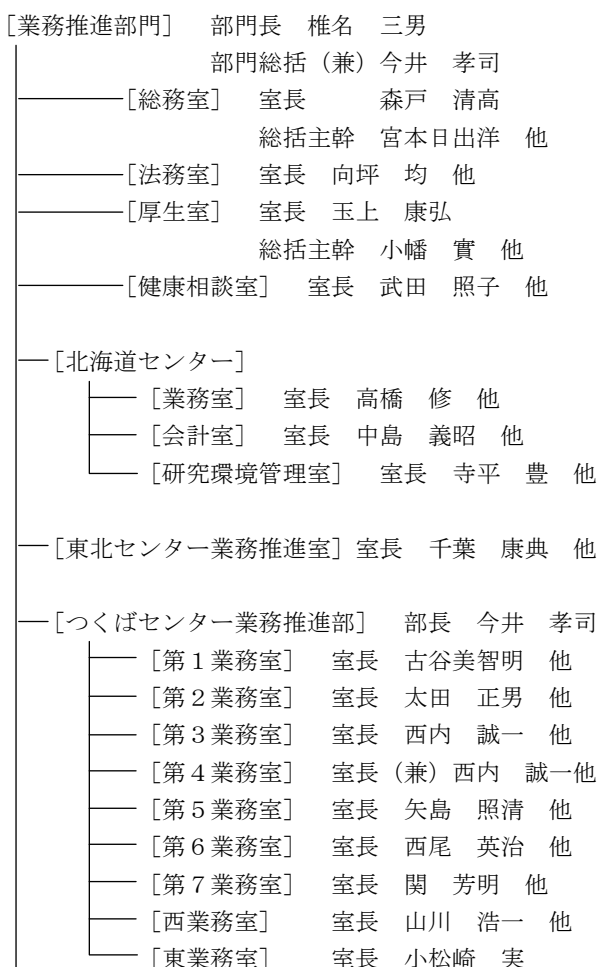 ［業務推進部門］　部門長　椎名　三男
部門総括（兼）今井　孝司
［総務室］　室長　　　森戸　清高
総括主幹　宮本日出洋　他
［法務室］　室長　向坪　均　他
［厚生室］　室長　玉上　康弘
総括主幹　小幡　實　他
［健康相談室］　室長　武田　照子　他
［北海道センター］
［業務室］　室長　高橋　修　他
［会計室］　室長　中島　義昭　他
［研究環境管理室］　室長　寺平　豊　他
［東北センター業務推進室］室長　千葉　康典　他
［つくばセンター業務推進部］　部長　今井　孝司
［第１業務室］　室長　古谷美智明　他
［第２業務室］　室長　太田　正男　他
［第３業務室］　室長　西内　誠一　他
［第４業務室］　室長（兼）西内　誠一他
［第５業務室］　室長　矢島　照清　他
［第６業務室］　室長　西尾　英治　他
［第７業務室］　室長　関　芳明　他
［西業務室］　　室長　山川　浩一　他
［東業務室］　　室長　小松崎　実